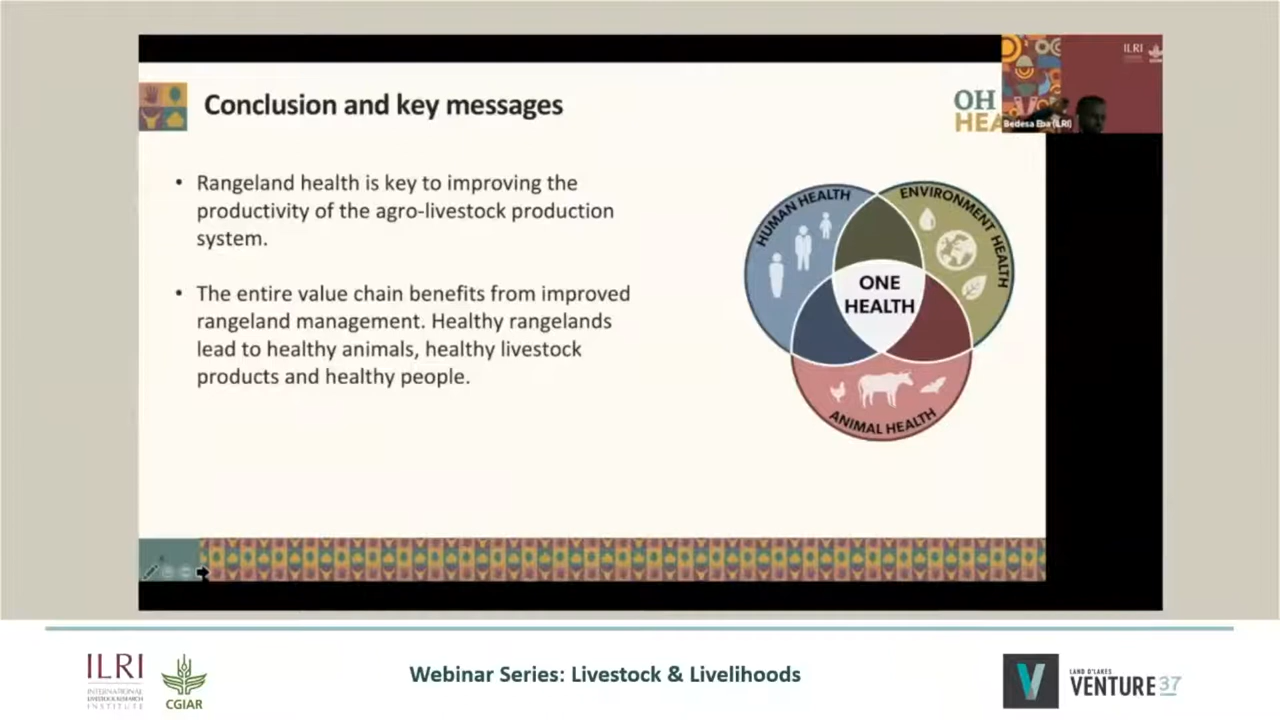 Conclusion and key messages
OH
HEA
ILRI
Bedesa Eba (ILRI)
• Rangeland health is key to improving the
productivity of the agro-livestock production
system.
• The entire value chain benefits from improved
rangeland management. Healthy rangelands
lead to healthy animals, healthy livestock
products and healthy people.
HUMAN HEALTH
ENVIRONMENT HEALTH
ONE
HEALTH
ANIMAL HEALTH
ILRI
INTERNATIONAL
LIVESTOCK RESEARCH
INSTITUTE
CGIAR
Webinar Series: Livestock & Livelihoods
LAND O'LAKES
VENTURE37